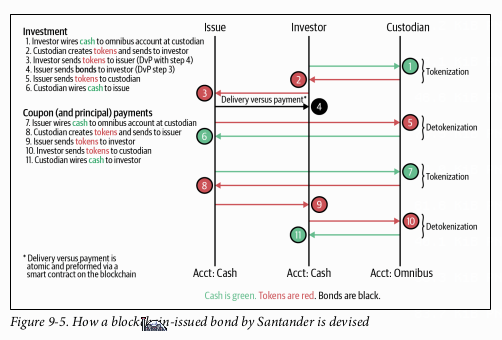 Issue Investor Custodian
Investment
1. Investor wires cash to omnibus account at custodian
2. Custodian creates tokens and sends to investor
3. Investor sends tokens to issuer (DvP with step 4)
4. Issuer sends bonds to investor (DvP step 3)
5. Issuer sends tokens to custodian
6. Custodian wires cash to issue
Coupon (and principal) payments
7. Issuer wires cash to omnibus account at custodian
8. Custodian creates tokens and sends to issuer
9. Issuer sends tokens to investor
10. Investor sends tokens to custodian
11. Custodian wires cash to investor
1
Tokenization
2
3
Delivery versus payment*
4
5
Detokenization
6
7
Tokenization
8
9
10
Detokenization
11
* Delivery versus payment is
atomic and preformed via a
smart contract on the blockchain
Acct: Cash Acct: Cash Acct: Omnibus
Cash is green. Tokens are red. Bonds are black.
Figure 9-5. How a block in-issued bond by Santander is devised